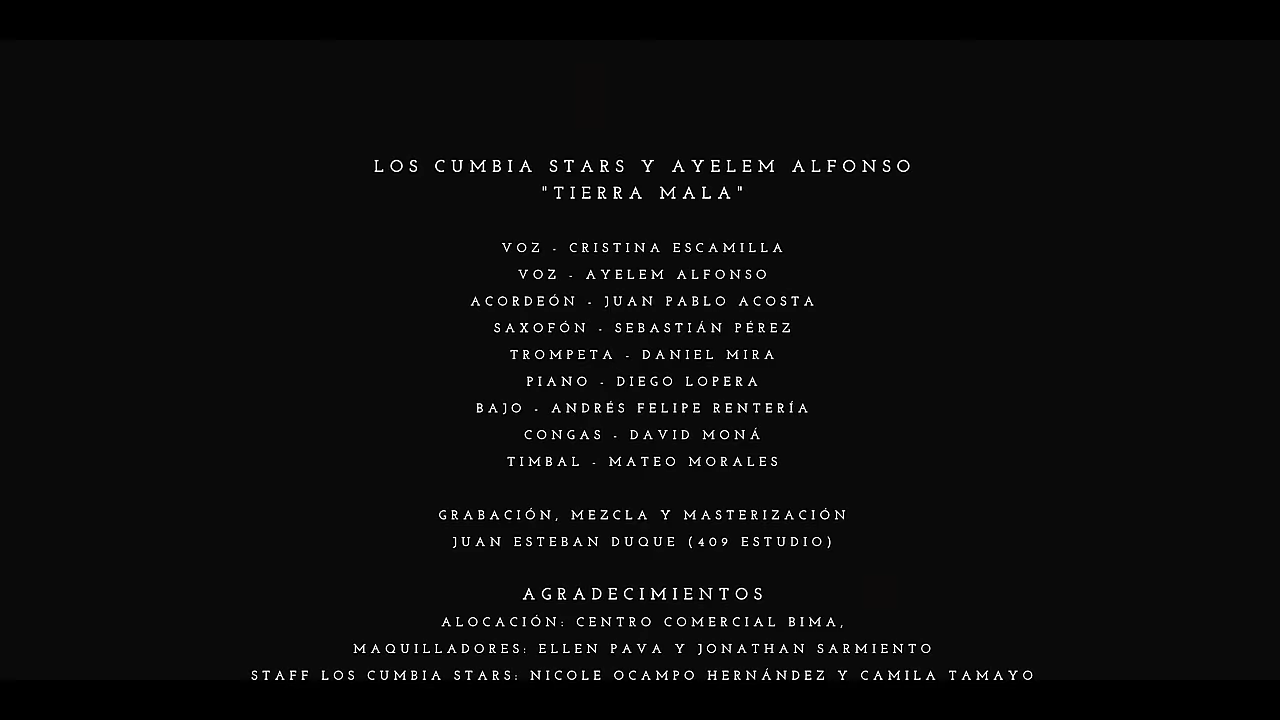 LOS CUMBIA STARS Y AYELEM ALFONSO
"TIERRA MALA"
VOZ - CRISTINA ESCAMILLA
VOZ - AYELEM ALFONSO
ACORDEÓN - JUAN PABLO ACOSTA
SAXOFÓN - SEBASTIÁN PÉREZ
TROMPETA - DANIEL MIRA
PIANO - DIEGO LOPERA
BAJO - ANDRÉS FELIPE RENTERÍA
CONGAS - DAVID MONÁ
TIMBAL - MATEO MORALES
GRABACIÓN, MEZCLA Y MASTERIZACIÓN
JUAN ESTEBAN DUQUE (409 ESTUDIO)
AGRADECIMIENTOS
ALOCACIÓN: CENTRO COMERCIAL BIMA,
MAQUILLADORES: ELLEN PAVA Y JONATHAN SARMIENTO
STAFF LOS CUMBIA STARS: NICOLE OCAMPO HERNÁNDEZ Y CAMILA TAMAYO